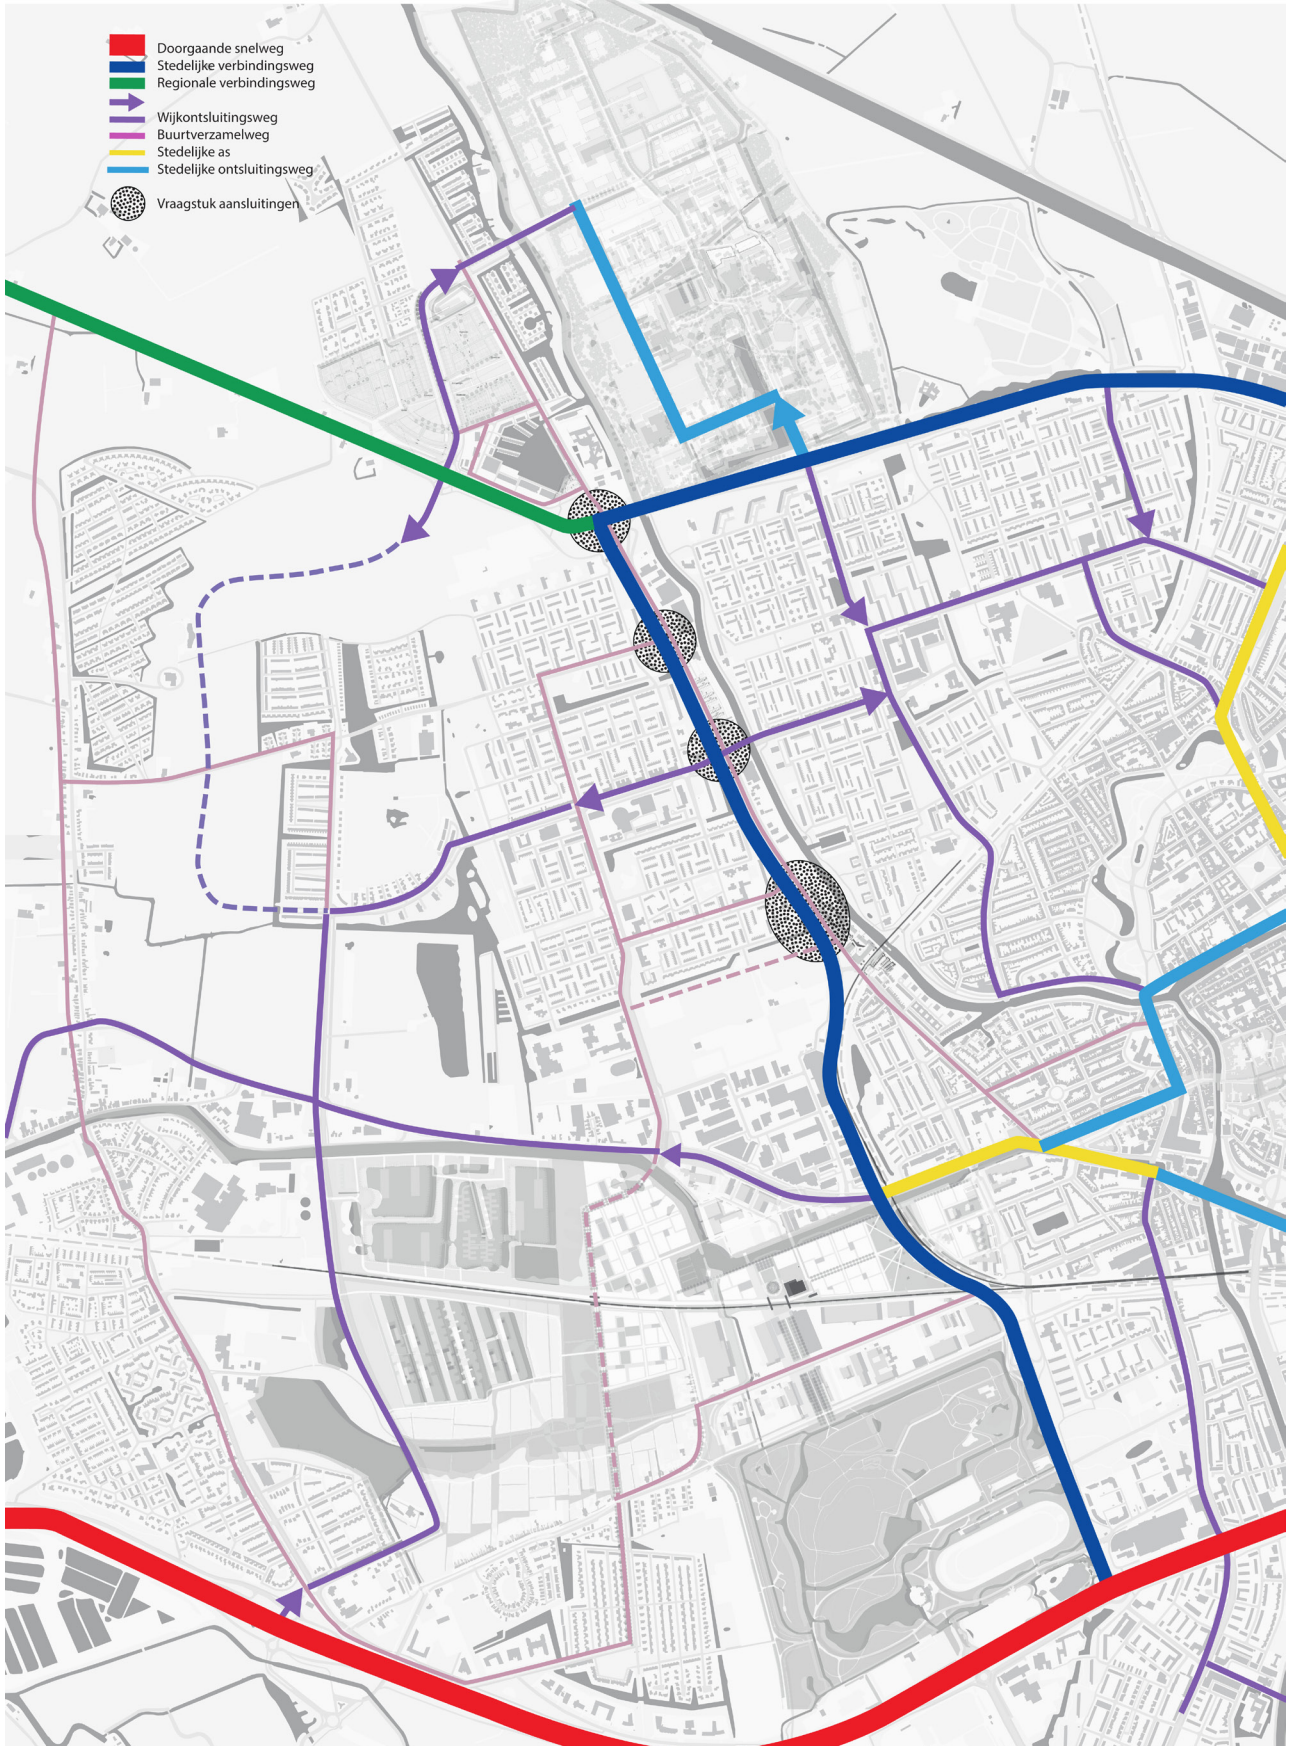 Doorgaande snelweg
Stedelijke verbindingsweg
Regionale verbindingsweg
Wijkontsluitingsweg
Buurtverzamelweg
Stedelijke as
Stedelijke ontsluitingsweg
Vraagstuk aansluitingen